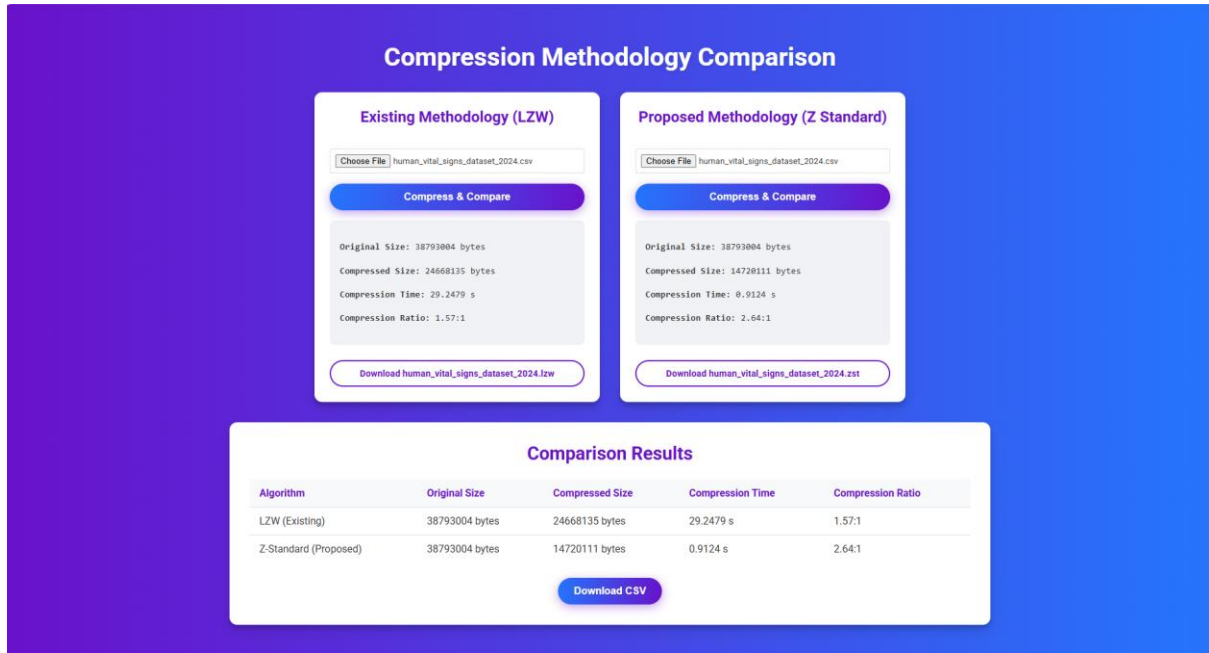 Compression Methodology Comparison
Existing Methodology (LZW)
Choose File human_vital_signs_dataset_2024.csv
Compress & Compare
Original Size: 38793004 bytes
Compressed Size: 24668135 bytes
Compression Time: 29.2479 s
Compression Ratio: 1.57:1
Download human_vital_signs_dataset_2024.lzw
Proposed Methodology (Z Standard)
Choose File human_vital_signs_dataset_2024.csv
Compress & Compare
Original Size: 38793004 bytes
Compressed Size: 14720111 bytes
Compression Time: 0.9124 s
Compression Ratio: 2.64:1
Download human_vital_signs_dataset_2024.zst
Comparison Results
Algorithm Original Size Compressed Size Compression Time Compression Ratio
LZW (Existing) 38793004 bytes 24668135 bytes 29.2479 s 1.57:1
Z-Standard (Proposed) 38793004 bytes 14720111 bytes 0.9124 s 2.64:1
Download CSV